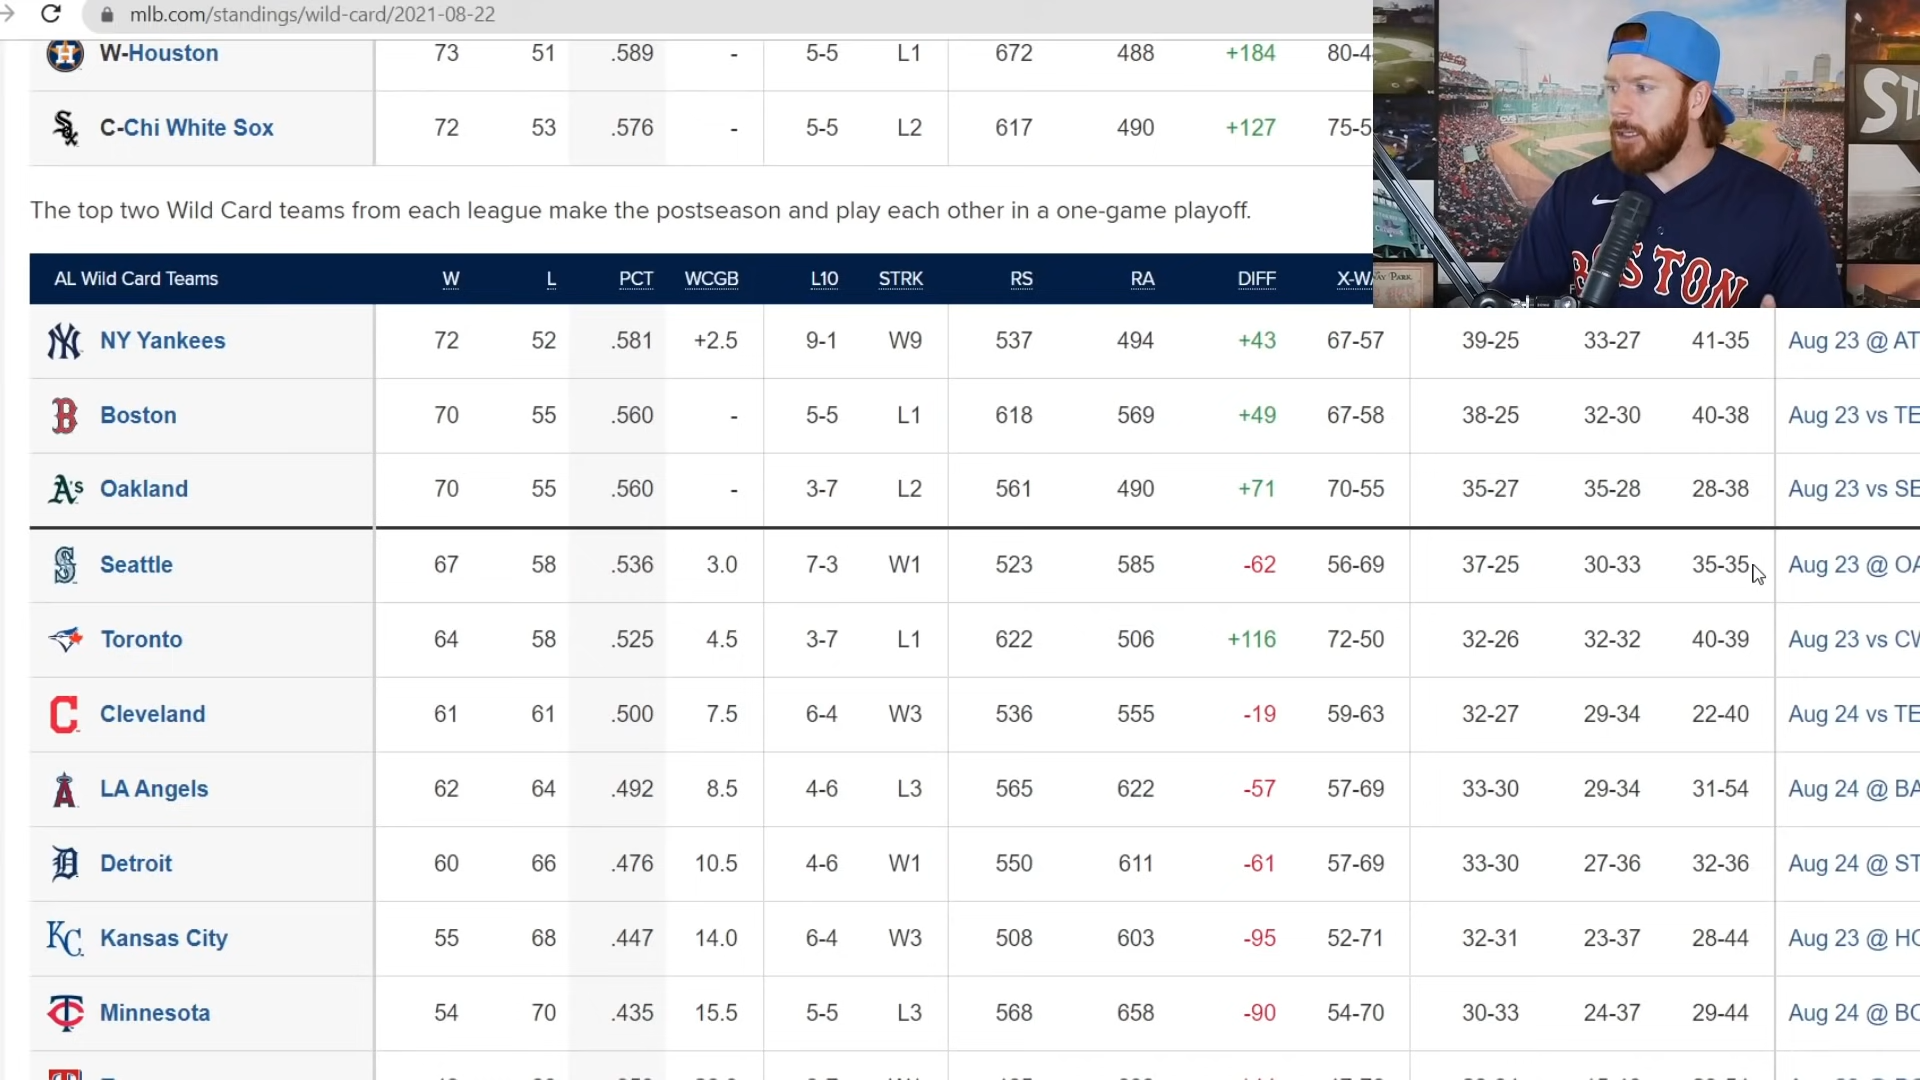 mlb.com/standings/wild-card/2021-08-22
W-Houston 73 51 .589 - 5-5 L1 672 488 +184 80-4
C-Chi White Sox 72 53 .576 - 5-5 L2 617 490 +127 75-5
The top two Wild Card teams from each league make the postseason and play each other in a one-game playoff.
AL Wild Card Teams W L PCT WCGB L10 STRK RS RA DIFF X-W
NY Yankees 72 52 .581 +2.5 9-1 W9 537 494 +43 67-57 39-25 33-27 41-35 Aug 23 @ AT
Boston 70 55 .560 - 5-5 L1 618 569 +49 67-58 38-25 32-30 40-38 Aug 23 vs TE
Oakland 70 55 .560 - 3-7 L2 561 490 +71 70-55 35-27 35-28 28-38 Aug 23 vs SE
Seattle 67 58 .536 3.0 7-3 W1 523 585 -62 56-69 37-25 30-33 35-35 Aug 23 @ OA
Toronto 64 58 .525 4.5 3-7 L1 622 506 +116 72-50 32-26 32-32 40-39 Aug 23 vs CW
Cleveland 61 61 .500 7.5 6-4 W3 536 555 -19 59-63 32-27 29-34 22-40 Aug 24 vs TE
LA Angels 62 64 .492 8.5 4-6 L3 565 622 -57 57-69 33-30 29-34 31-54 Aug 24 @ BA
Detroit 60 66 .476 10.5 4-6 W1 550 611 -61 57-69 33-30 27-36 32-36 Aug 24 @ ST
Kansas City 55 68 .447 14.0 6-4 W3 508 603 -95 52-71 32-31 23-37 28-44 Aug 23 @ HO
Minnesota 54 70 .435 15.5 5-5 L3 568 658 -90 54-70 30-33 24-37 29-44 Aug 24 @ BO
BOSTON
ST